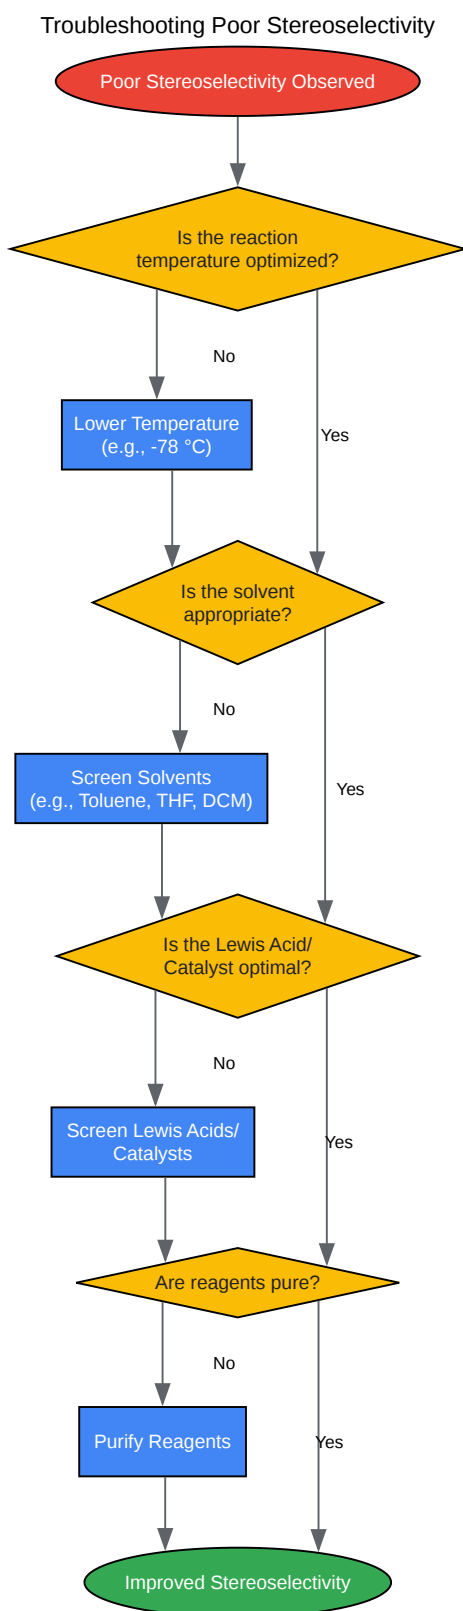 Troubleshooting Poor Stereoselectivity
Poor Stereoselectivity Observed
Is the reaction
temperature optimized?
No
Lower Temperature
(e.g., -78 °C)
Yes
Is the solvent
appropriate?
No
Screen Solvents
(e.g., Toluene, THF, DCM)
Yes
Is the Lewis Acid/
Catalyst optimal?
No
Screen Lewis Acids/
Catalysts
Yes
Are reagents pure?
No
Purify Reagents
Yes
Improved Stereoselectivity